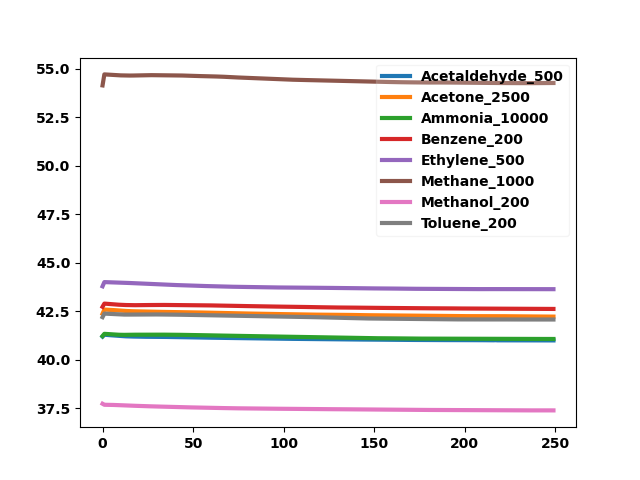 55.0
52.5
50.0
47.5
45.0
42.5
40.0
37.5
0 50 100 150 200 250
Acetaldehyde_500
Acetone_2500
Ammonia_10000
Benzene_200
Ethylene_500
Methane_1000
Methanol_200
Toluene_200